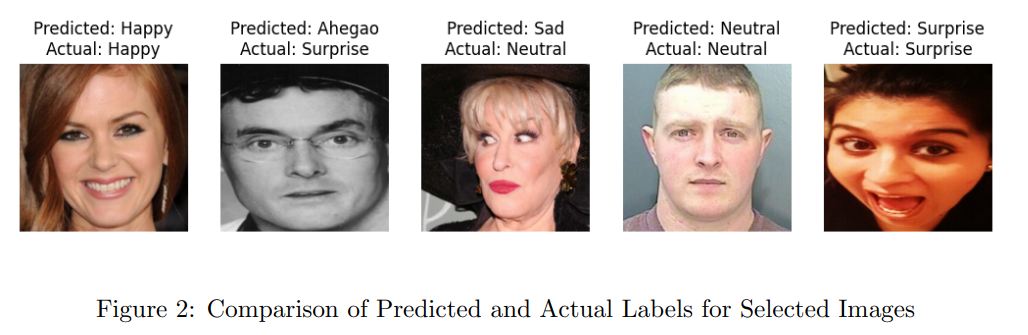 Predicted: Happy
Actual: Happy
Predicted: Ahegao
Actual: Surprise
Predicted: Sad
Actual: Neutral
Predicted: Neutral
Actual: Neutral
Predicted: Surprise
Actual: Surprise
Figure 2: Comparison of Predicted and Actual Labels for Selected Images